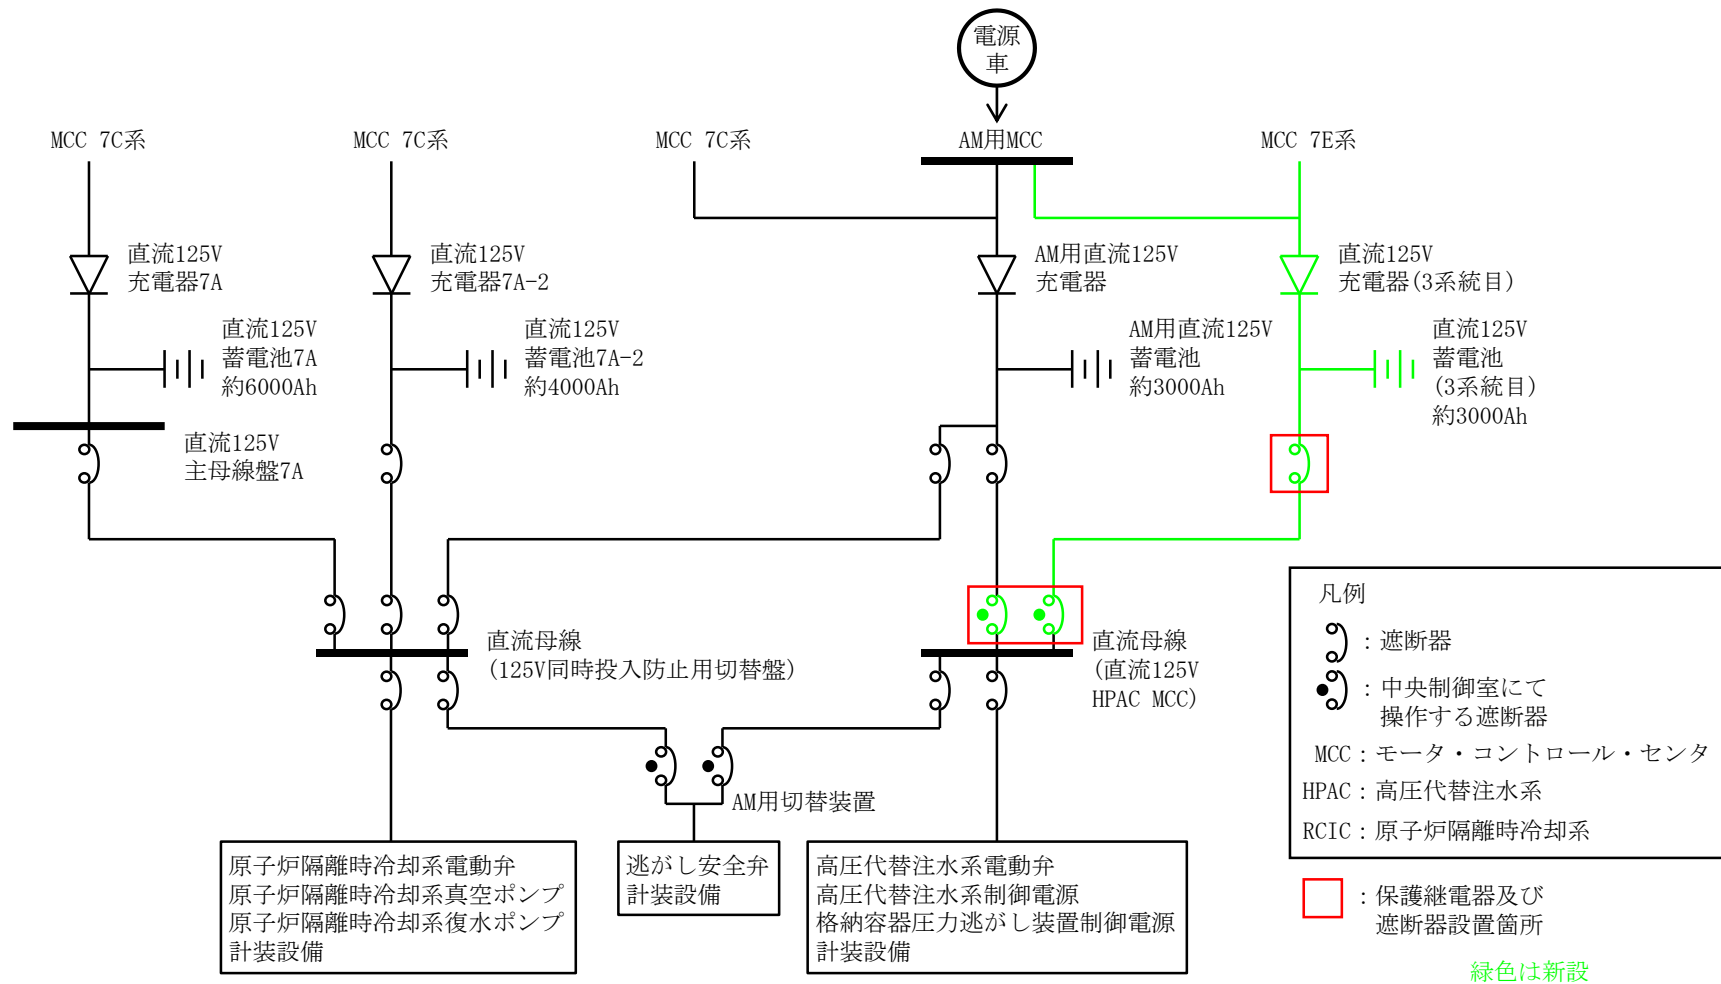 電源
車
MCC 7C系
MCC 7C系
MCC 7C系
AM用MCC
MCC 7E系
直流125V
充電器7A
直流125V
充電器7A-2
AM用直流125V
充電器
直流125V
充電器(3系統目)
直流125V
蓄電池7A
約6000Ah
直流125V
蓄電池7A-2
約4000Ah
AM用直流125V
蓄電池
約3000Ah
直流125V
蓄電池
(3系統目)
約3000Ah
直流125V
主母線盤7A
直流母線
(125V同時投入防止用切替盤)
直流母線
(直流125V
HPAC MCC)
AM用切替装置
原子炉隔離時冷却系電動弁
原子炉隔離時冷却系真空ポンプ
原子炉隔離時冷却系復水ポンプ
計装設備
逃がし安全弁
計装設備
高圧代替注水系電動弁
高圧代替注水系制御電源
格納容器圧力逃がし装置制御電源
計装設備
凡例
：遮断器
：中央制御室にて
操作する遮断器
MCC：モータ・コントロール・センタ
HPAC：高圧代替注水系
RCIC：原子炉隔離時冷却系
：保護継電器及び
遮断器設置箇所
緑色は新設